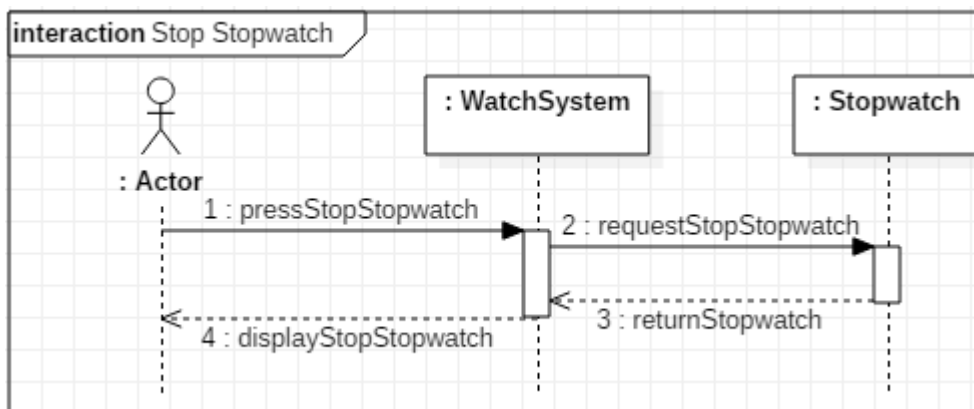 interaction Stop Stopwatch
: WatchSystem
: Stopwatch
: Actor
1 : pressStopStopwatch
2 : requestStopStopwatch
3 : returnStopwatch
4 : displayStopStopwatch